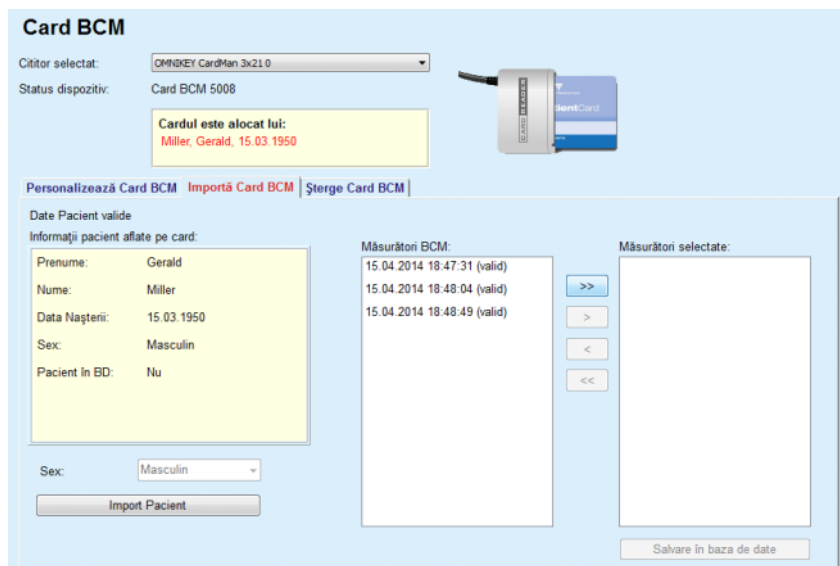 Card BCM
Cititor selectat:
OMNIKEY CardMan 3x21 0
Status dispozitiv:
Card BCM 5008
Cardul este alocat lui:
Miller, Gerald, 15.03.1950
CARD READER
ientCard
Personalizează Card BCM
Importă Card BCM
Şterge Card BCM
Date Pacient valide
Informaţii pacient aflate pe card:
Prenume: Gerald
Nume: Miller
Data Naşterii: 15.03.1950
Sex: Masculin
Pacient în BD: Nu
Sex: Masculin
Import Pacient
Măsurători BCM:
15.04.2014 18:47:31 (valid)
15.04.2014 18:48:04 (valid)
15.04.2014 18:48:49 (valid)
>>
>
<
<<
Măsurători selectate:
Salvare în baza de date